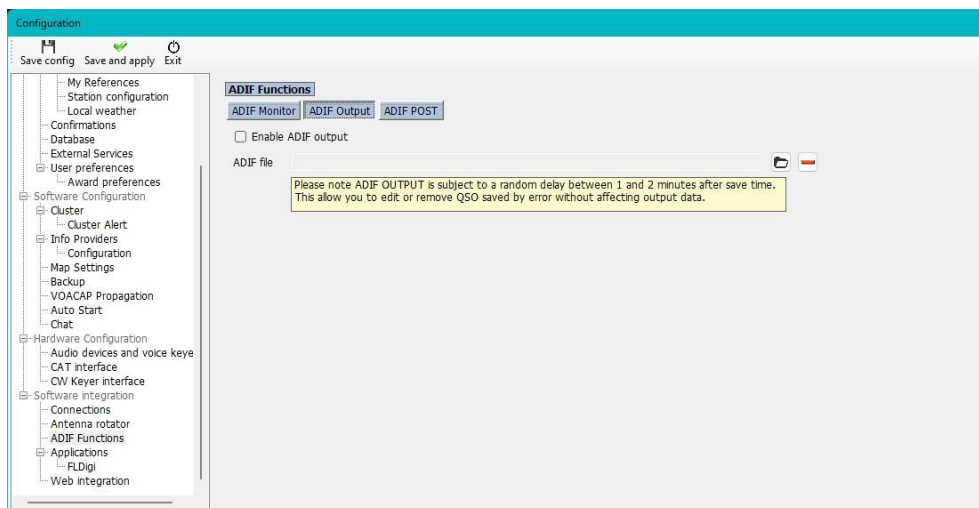 Configuration
Save config Save and apply Exit
My References
Station configuration
Local weather
Confirmations
Database
External Services
User preferences
Award preferences
Software Configuration
Cluster
Cluster Alert
Info Providers
Configuration
Map Settings
Backup
VOACAP Propagation
Auto Start
Chat
Hardware Configuration
Audio devices and voice keye
CAT interface
CW Keyer interface
Software integration
Connections
Antenna rotator
ADIF Functions
Applications
FLDigi
Web integration
ADIF Functions
ADIF Monitor ADIF Output ADIF POST
Enable ADIF output
ADIF file
Please note ADIF OUTPUT is subject to a random delay between 1 and 2 minutes after save time.
This allow you to edit or remove QSO saved by error without affecting output data.